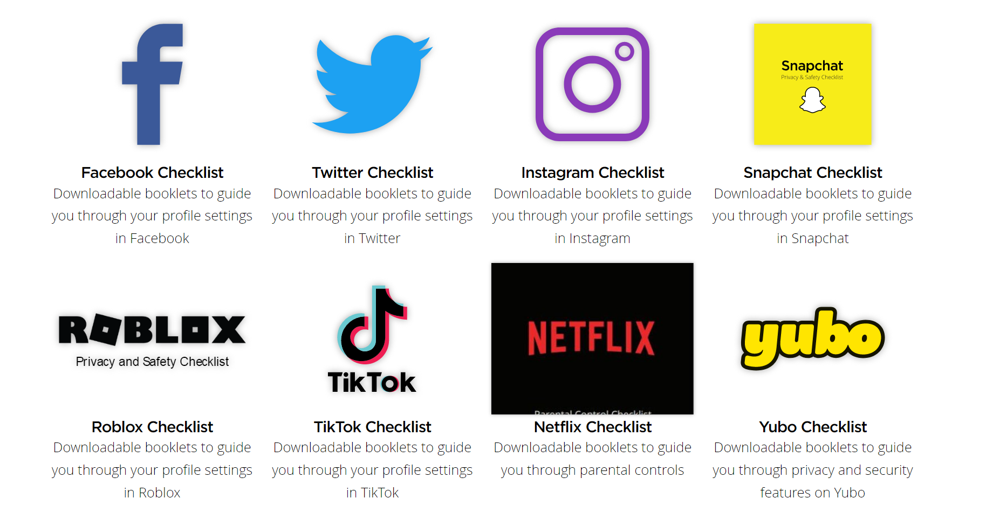 Snapchat
Privacy & Safety Checklist
Facebook Checklist
Downloadable booklets to guide
you through your profile settings
in Facebook
Twitter Checklist
Downloadable booklets to guide
you through your profile settings
in Twitter
Instagram Checklist
Downloadable booklets to guide
you through your profile settings
in Instagram
Snapchat Checklist
Downloadable booklets to guide
you through your profile settings
in Snapchat
ROBLOX
Privacy and Safety Checklist
Roblox Checklist
Downloadable booklets to guide
you through your profile settings
in Roblox
TikTok
TikTok Checklist
Downloadable booklets to guide
you through your profile settings
in TikTok
NETFLIX
Parental Control Checklist
Netflix Checklist
Downloadable booklets to guide
you through parental controls
yubo
Yubo Checklist
Downloadable booklets to guide
you through privacy and security
features on Yubo